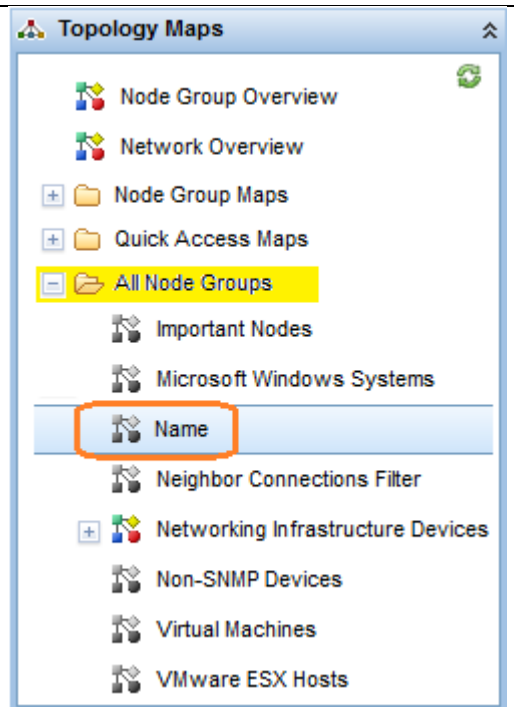 Topology Maps
Node Group Overview
Network Overview
Node Group Maps
Quick Access Maps
All Node Groups
Important Nodes
Microsoft Windows Systems
Name
Neighbor Connections Filter
Networking Infrastructure Devices
Non-SNMP Devices
Virtual Machines
VMware ESX Hosts